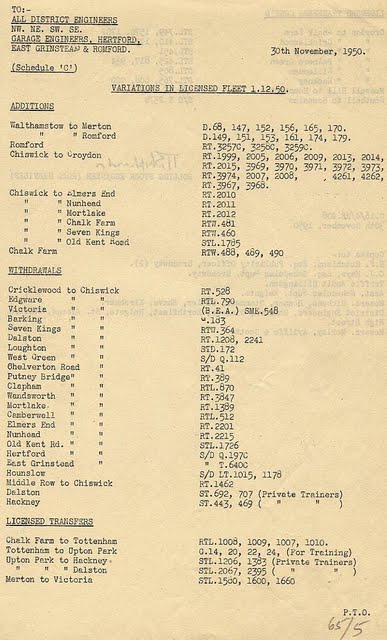 TO:-
ALL DISTRICT ENGINEERS
NW. NE. SW. SE.
GARAGE ENGINEERS, HERTFORD,
EAST GRINSTEAD & ROMFORD.
30th November, 1950.
(Schedule 'C')
VARIATIONS IN LICENSED FLEET 1.12.50.
ADDITIONS
Walthamstow to Merton D.68, 147, 152, 156, 165, 170.
" " Romford D.149, 151, 153, 161, 174, 179.
Romford RT.3257C, 3258C, 3259C.
Chiswick to Croydon RT.1999, 2005, 2006, 2009, 2013, 2014,
RT.2015, 3969, 3970, 3971, 3972, 3973,
RT.3974, 2007, 2008, 4261, 4262,
RT.3967, 3968.
Chiswick to Elmers End RT.2010
" " Nunhead RT.2011
" " Mortlake RT.2012
" " Chalk Farm RTW.481
" " Seven Kings RTW.460
" " Old Kent Road STL.1785
Chalk Farm RTW.488, 489, 490
WITHDRAWALS
Cricklewood to Chiswick RT.528
Edgware " " RTL.790
Victoria " " (B.E.A.) SME.548
Barking " " .183
Seven Kings " " RTW.364
Dalston " " RT.1208, 2241
Loughton " " STD.172
West Green " " S/D Q.112
Chelverton Road " " RT.41
Putney Bridge" " RT.389
Clapham " " RTL.870
Wandsworth " " RT.3847
Mortlake " " RT.1389
Camberwell " " RTL.512
Elmers End " " RT.2201
Nunhead " " RT.2215
Old Kent Rd. " " STL.1726
Hertford " " S/D Q.197C
East Grinstead " T.640C
Hounslow S/D LT.1015, 1178
Middle Row to Chiswick RT.1462
Dalston ST.692, 707 (Private Trainers)
Hackney ST.443, 469 ( " " )
LICENSED TRANSFERS
Chalk Farm to Tottenham RTL.1008, 1009, 1007, 1010.
Tottenham to Upton Park G.14, 20, 22, 24, (For Training)
Upton Park to Hackney STL.1206, 1383 (Private Trainers)
" " " Dalston STL.2067, 2395 ( " " )
Merton to Victoria STL.1580, 1600, 1660
P.T.O.
65/5